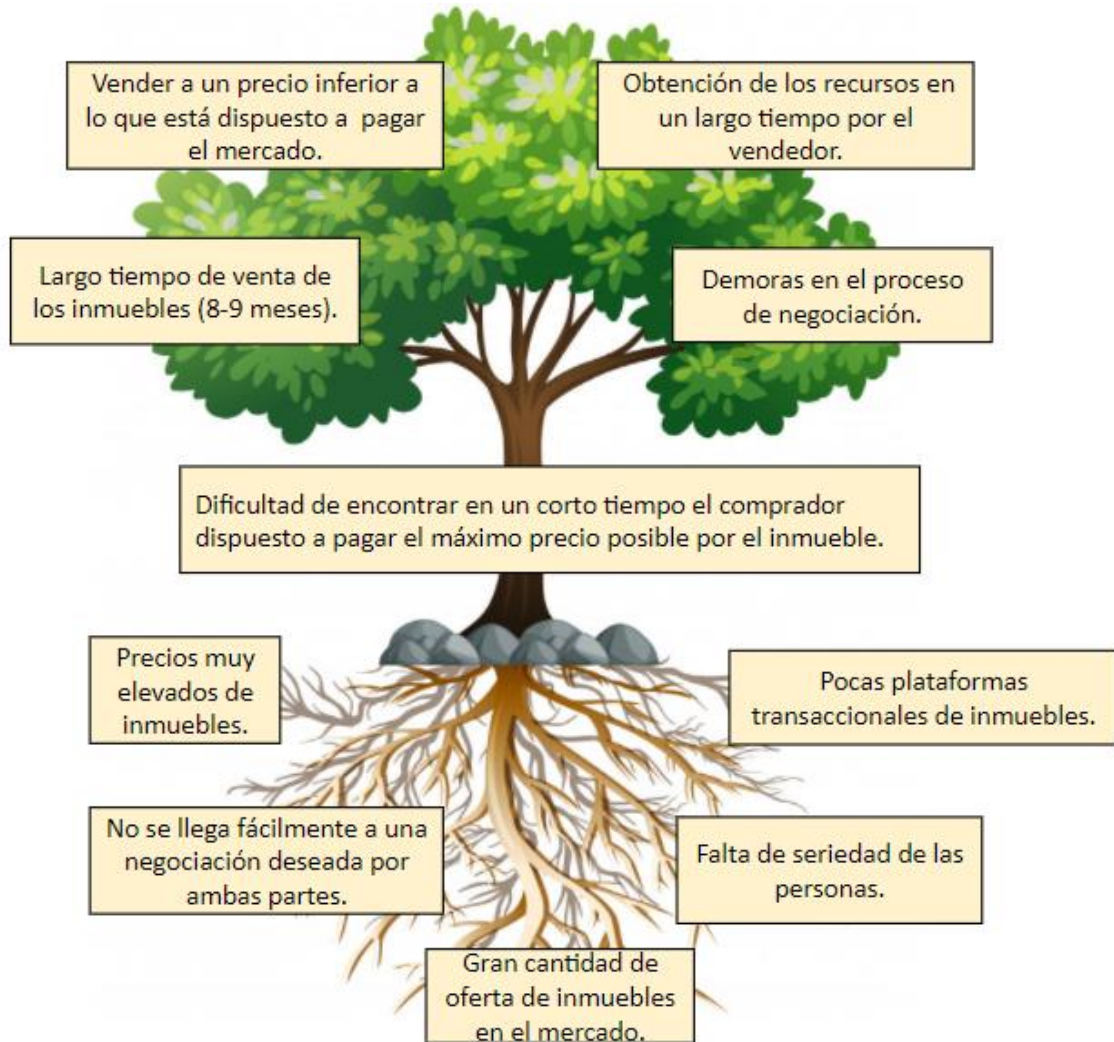 Vender a un precio inferior a
lo que está dispuesto a pagar
el mercado.
Obtención de los recursos en
un largo tiempo por el
vendedor.
Largo tiempo de venta de
los inmuebles (8-9 meses).
Demoras en el proceso
de negociación.
Dificultad de encontrar en un corto tiempo el comprador
dispuesto a pagar el máximo precio posible por el inmueble.
Precios muy
elevados de
inmuebles.
Pocas plataformas
transaccionales de inmuebles.
No se llega fácilmente a una
negociación deseada por
ambas partes.
Falta de seriedad de las
personas.
Gran cantidad de
oferta de inmuebles
en el mercado.